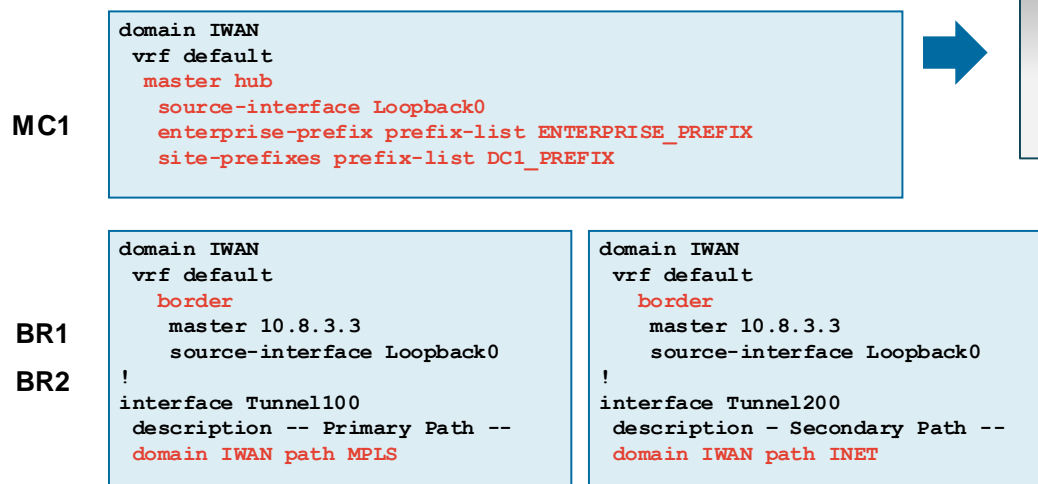 MC1
domain IWAN
vrf default
master hub
source-interface Loopback0
enterprise-prefix prefix-list ENTERPRISE_PREFIX
site-prefixes prefix-list DC1_PREFIX
BR1
BR2
domain IWAN
vrf default
border
master 10.8.3.3
source-interface Loopback0
!
interface Tunnel100
description -- Primary Path --
domain IWAN path MPLS
domain IWAN
vrf default
border
master 10.8.3.3
source-interface Loopback0
!
interface Tunnel200
description – Secondary Path --
domain IWAN path INET